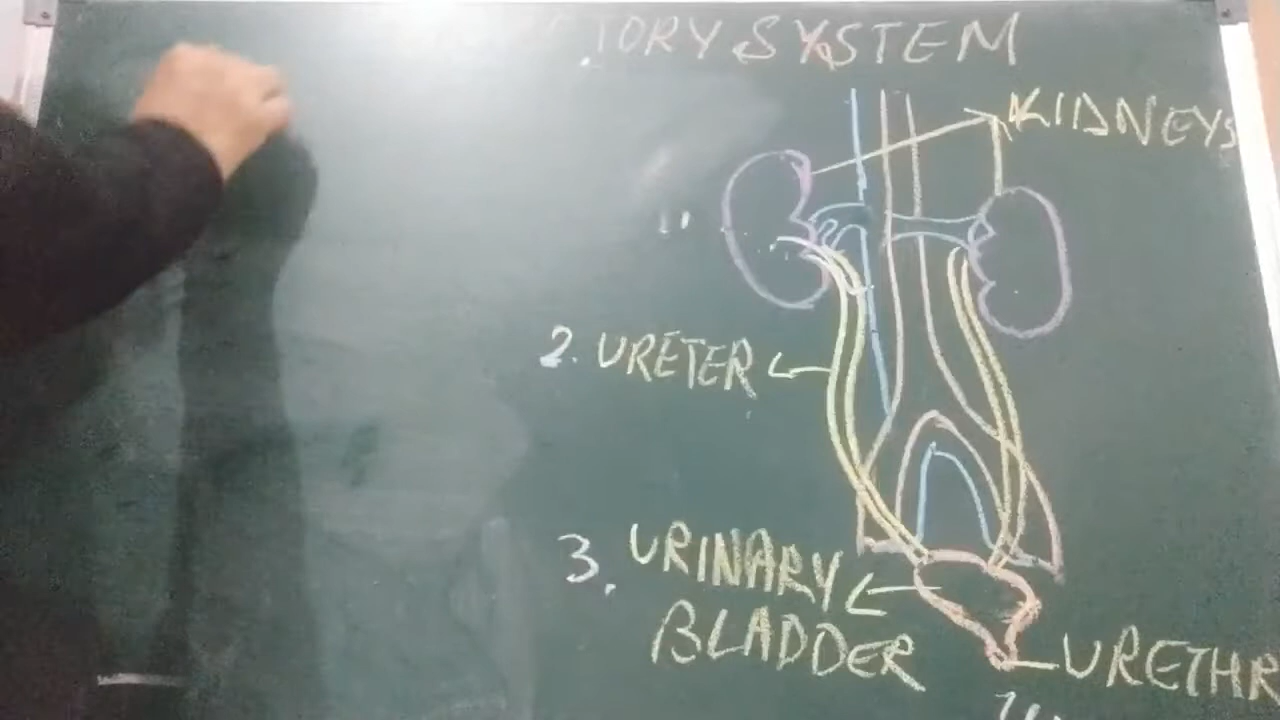 TORY SYSTEM
KIDNEYS
1.
2. URETER
3. URINARY
BLADDER
URETHR